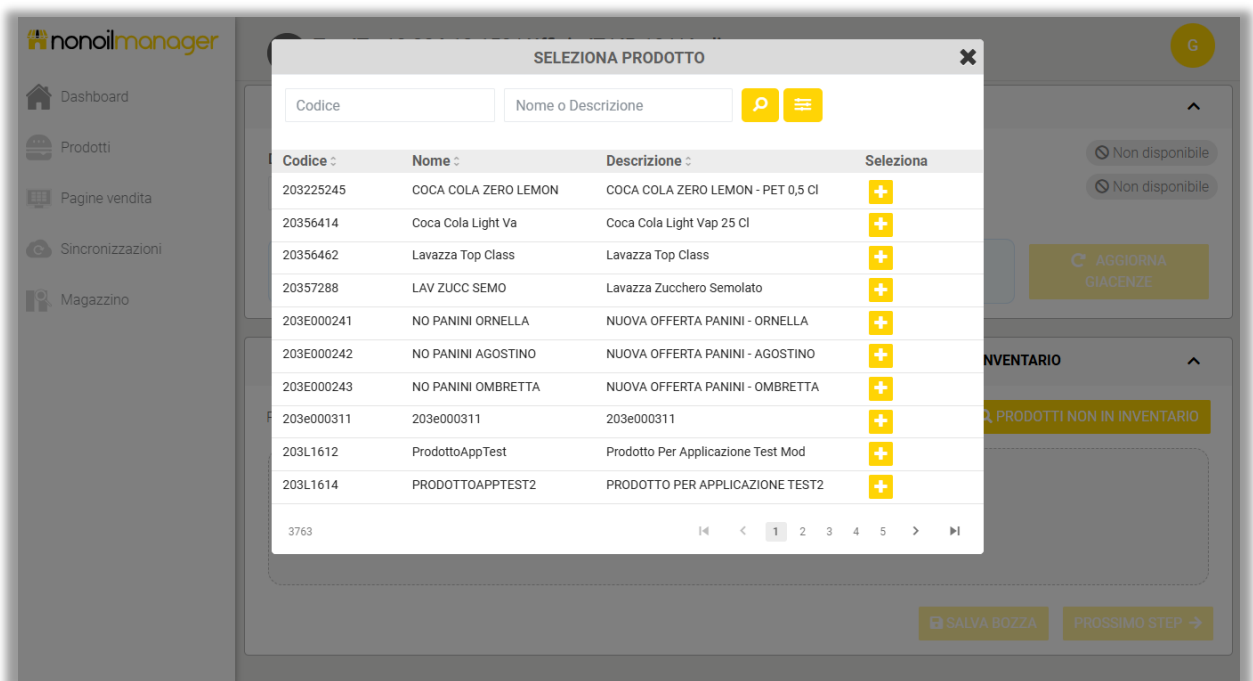 nonoilmanager
G
Dashboard
Prodotti
Pagine vendita
Sincronizzazioni
Magazzino
SELEZIONA PRODOTTO
Codice
Nome o Descrizione
Codice Nome Descrizione Seleziona
203225245 COCA COLA ZERO LEMON COCA COLA ZERO LEMON - PET 0,5 Cl
20356414 Coca Cola Light Va Coca Cola Light Vap 25 Cl
20356462 Lavazza Top Class Lavazza Top Class
20357288 LAV ZUCC SEMO Lavazza Zucchero Semolato
203E000241 NO PANINI ORNELLA NUOVA OFFERTA PANINI - ORNELLA
203E000242 NO PANINI AGOSTINO NUOVA OFFERTA PANINI - AGOSTINO
203E000243 NO PANINI OMBRETTA NUOVA OFFERTA PANINI - OMBRETTA
203e000311 203e000311 203e000311
203L1612 ProdottoAppTest Prodotto Per Applicazione Test Mod
203L1614 PRODOTTOAPPTEST2 PRODOTTO PER APPLICAZIONE TEST2
3763 1 2 3 4 5
Non disponibile
Non disponibile
AGGIORNA
GIACENZE
INVENTARIO
PRODOTTI NON IN INVENTARIO
SALVA BOZZA
PROSSIMO STEP